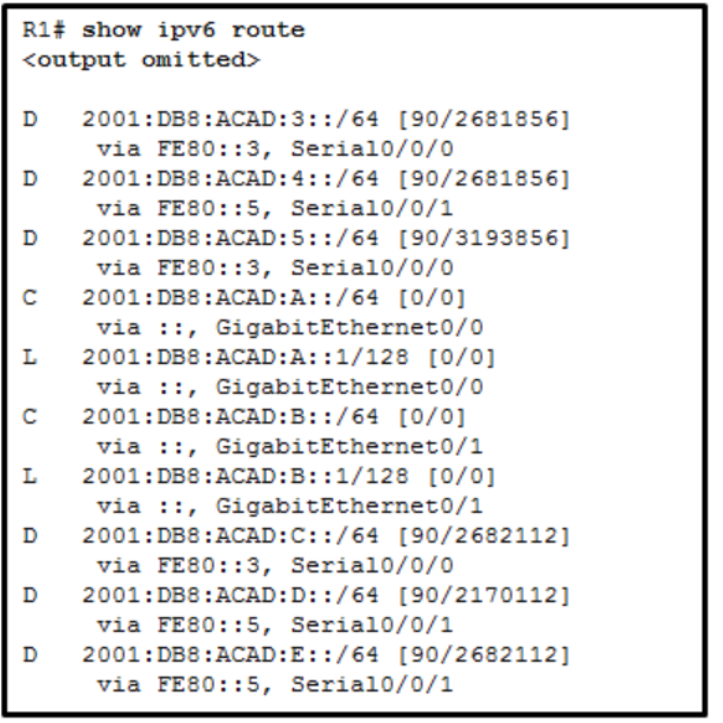 R1# show ipv6 route
<output omitted>
D 2001:DB8:ACAD:3::/64 [90/2681856]
via FE80::3, Serial0/0/0
D 2001:DB8:ACAD:4::/64 [90/2681856]
via FE80::5, Serial0/0/1
D 2001:DB8:ACAD:5::/64 [90/3193856]
via FE80::3, Serial0/0/0
C 2001:DB8:ACAD:A::/64 [0/0]
via ::, GigabitEthernet0/0
L 2001:DB8:ACAD:A::1/128 [0/0]
via ::, GigabitEthernet0/0
C 2001:DB8:ACAD:B::/64 [0/0]
via ::, GigabitEthernet0/1
L 2001:DB8:ACAD:B::1/128 [0/0]
via ::, GigabitEthernet0/1
D 2001:DB8:ACAD:C::/64 [90/2682112]
via FE80::3, Serial0/0/0
D 2001:DB8:ACAD:D::/64 [90/2170112]
via FE80::5, Serial0/0/1
D 2001:DB8:ACAD:E::/64 [90/2682112]
via FE80::5, Serial0/0/1